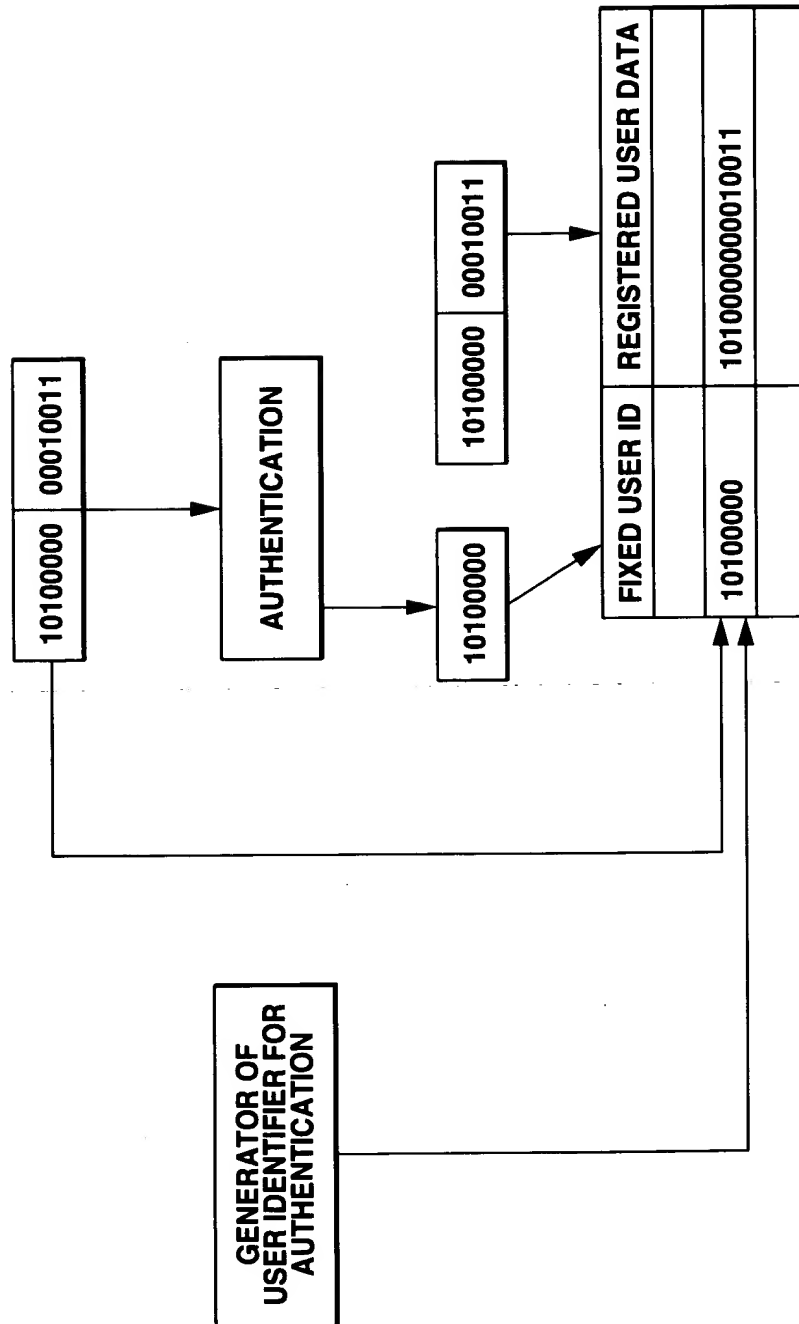 10100000 00010011
GENERATOR OF
USER IDENTIFIER FOR
AUTHENTICATION
AUTHENTICATION
10100000
10100000 00010011
FIXED USER ID REGISTERED USER DATA
10100000 1010000000010011